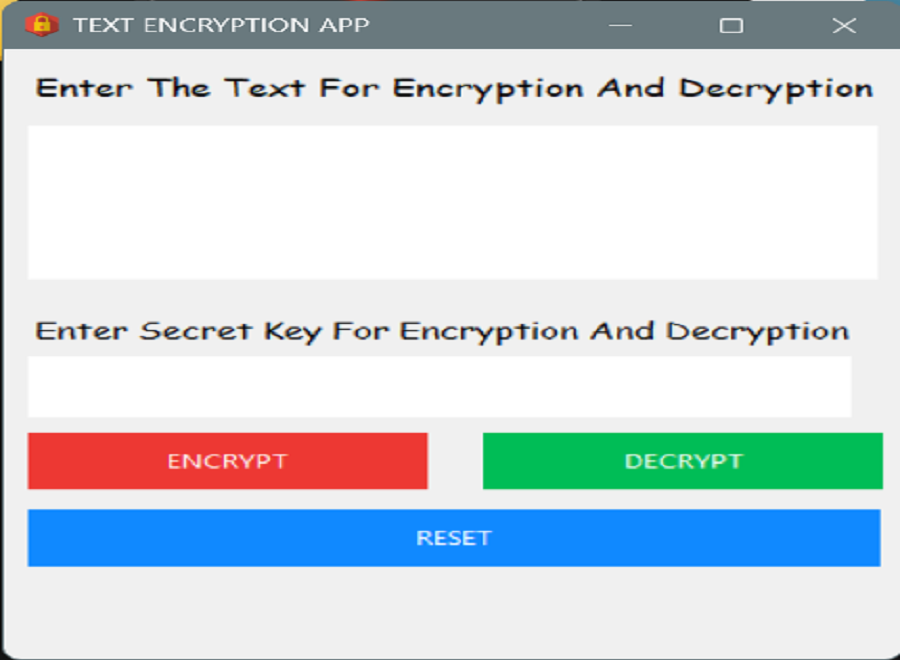 TEXT ENCRYPTION APP
Enter The Text For Encryption And Decryption
Enter Secret Key For Encryption And Decryption
ENCRYPT
DECRYPT
RESET